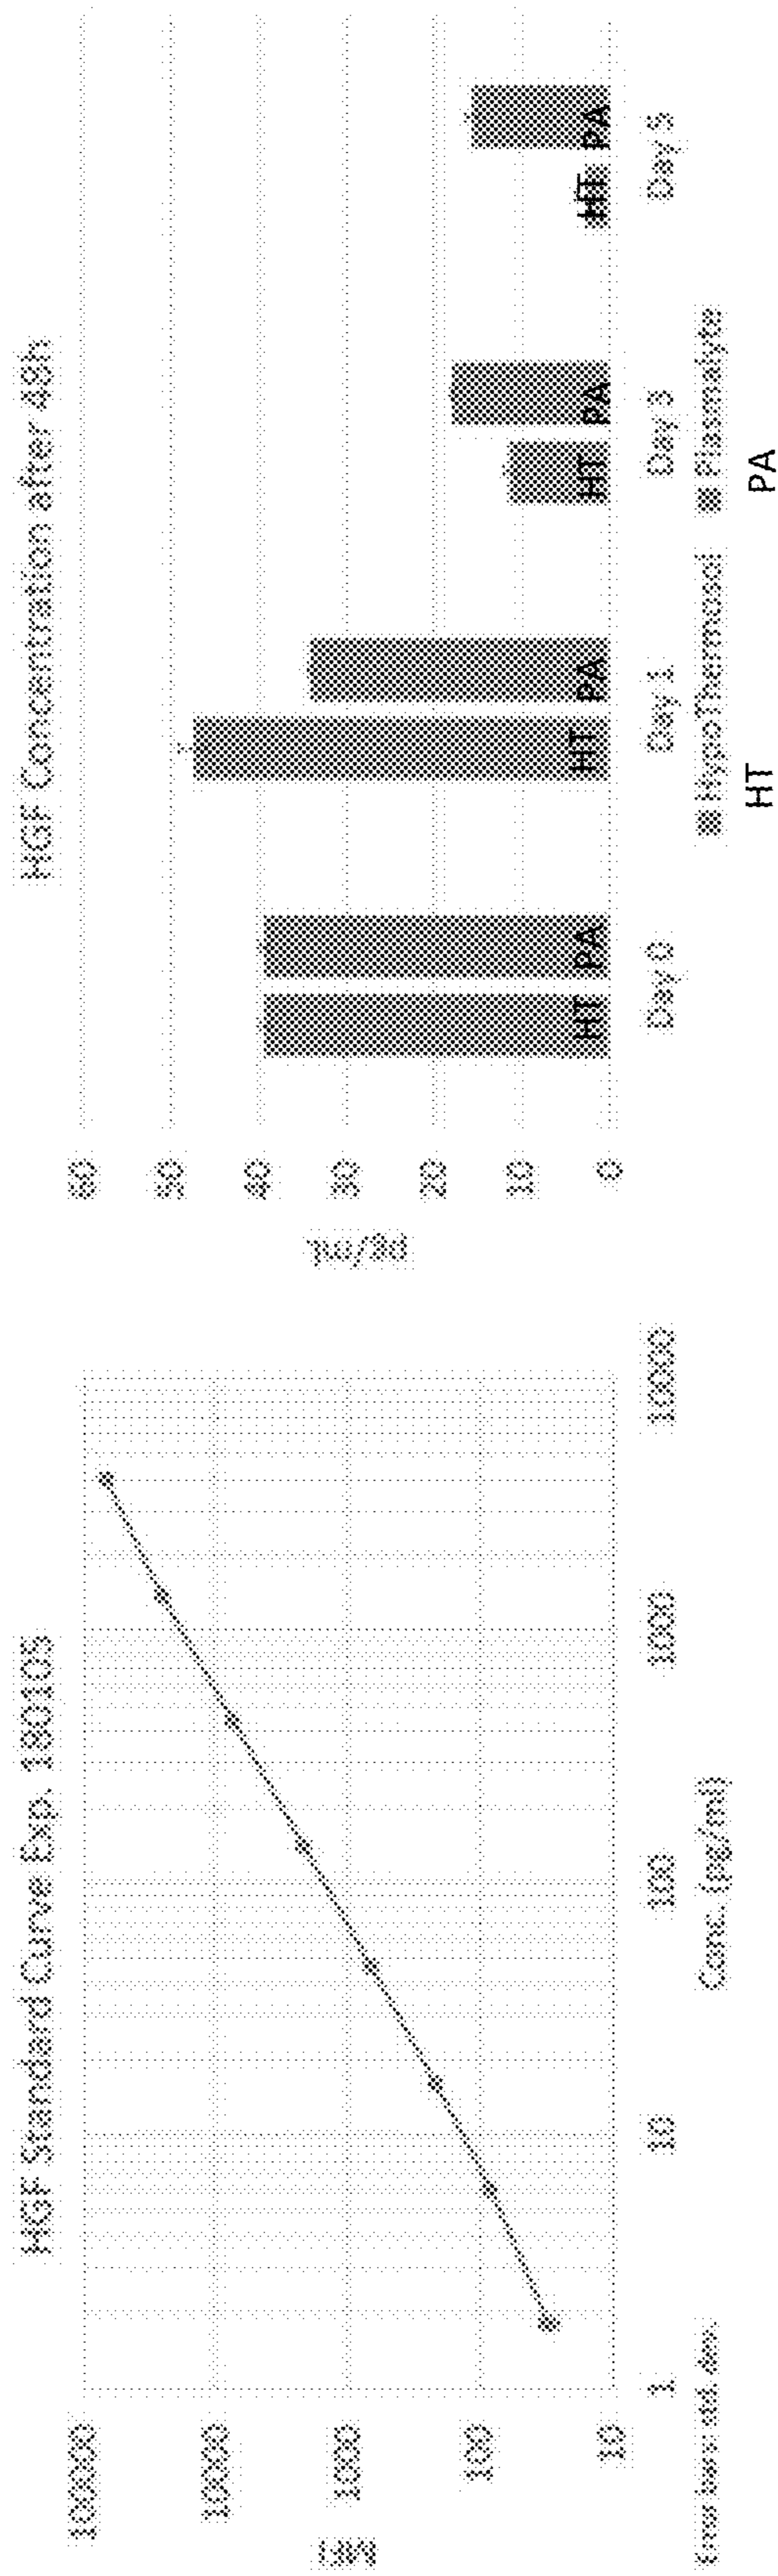 HGF Standard Curve Exp. 180105
MFI
100000
10000
1000
100
10
1
10
100
1000
10000
Conc. (pg/ml)
Error bars: std. dev.
HGF Concentration after 48h
pg/mL
60
50
40
30
20
10
0
HT PA
HT PA
HT PA
HT PA
Day 0
Day 1
Day 3
Day 5
HypoThermosol
Plasmalyte
HT
PA